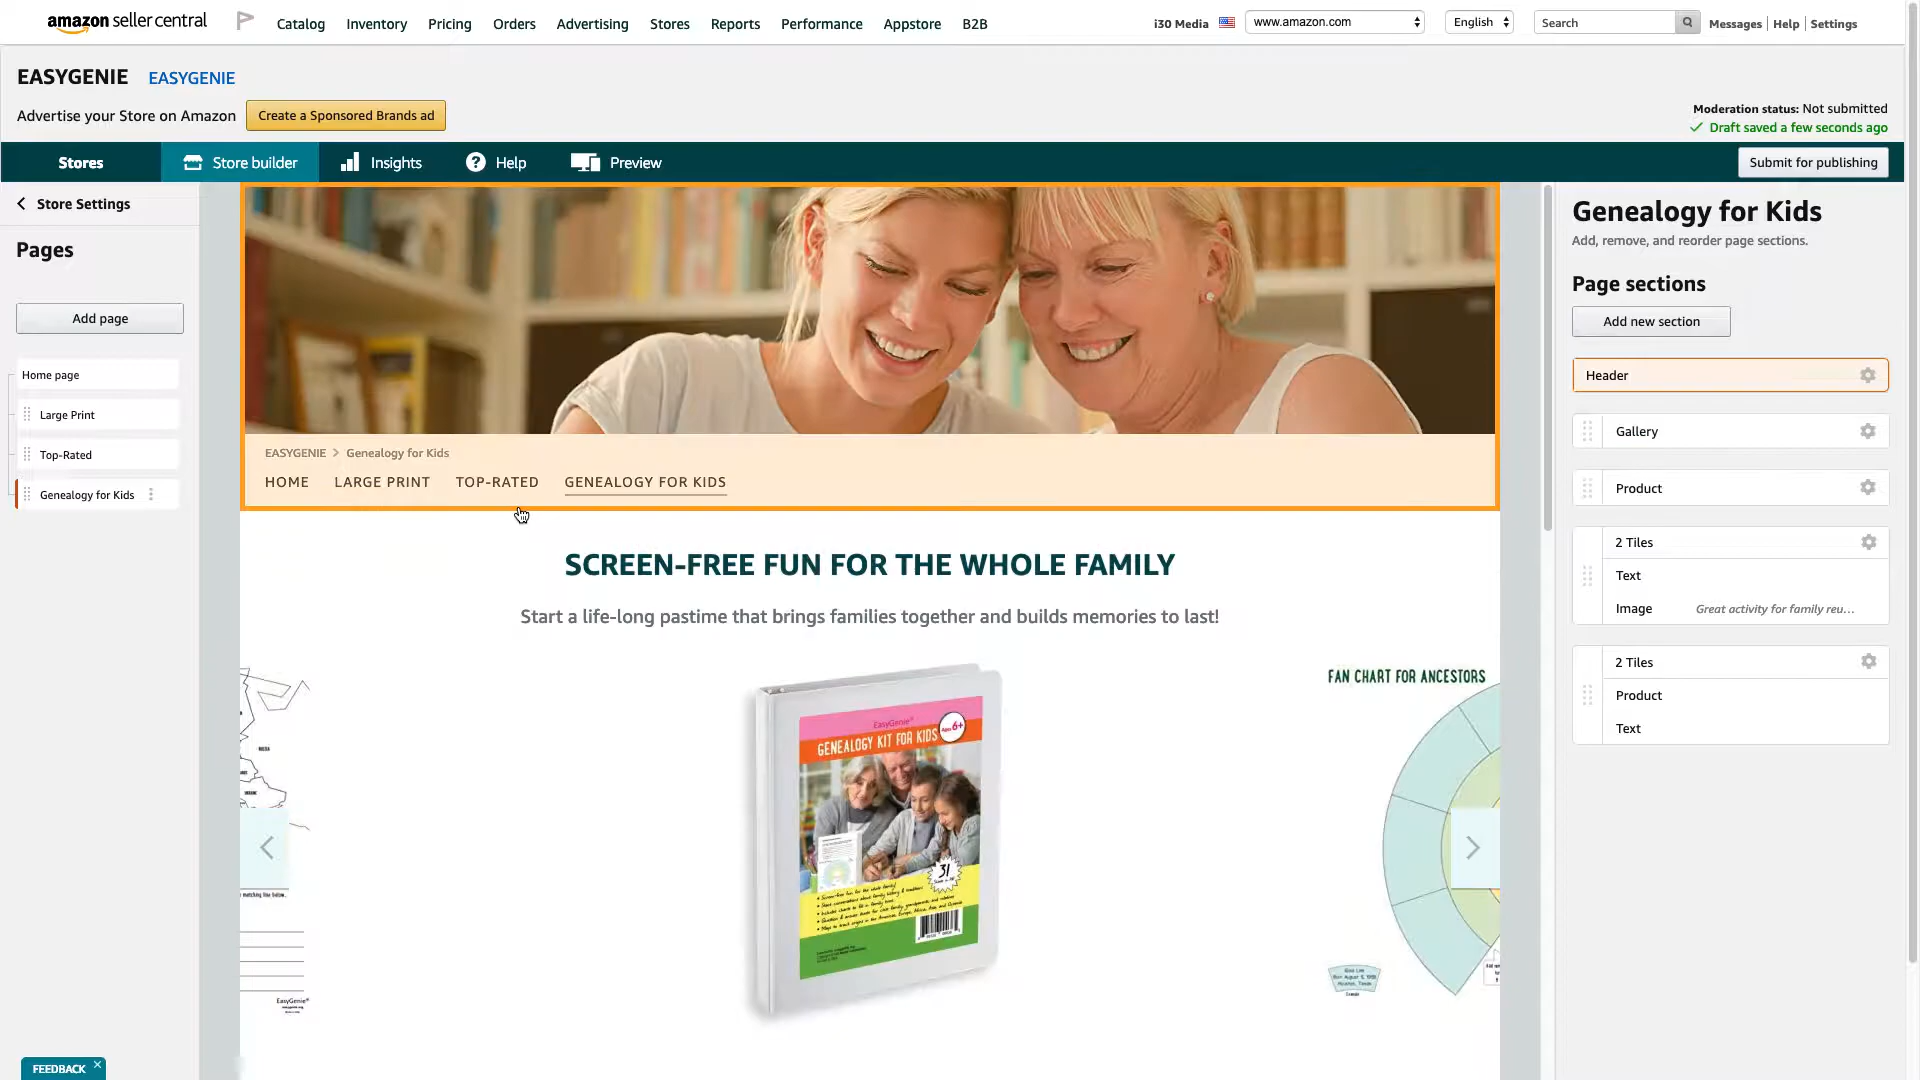 amazon seller central
Catalog Inventory Pricing Orders Advertising Stores Reports Performance Appstore B2B
i30 Media www.amazon.com English Search Messages Help Settings
EASYGENIE EASYGENIE
Advertise your Store on Amazon Create a Sponsored Brands ad
Moderation status: Not submitted
Draft saved a few seconds ago
Stores Store builder Insights Help Preview Submit for publishing
Store Settings
Pages
Add page
Home page
Large Print
Top-Rated
Genealogy for Kids
EASYGENIE > Genealogy for Kids
HOME LARGE PRINT TOP-RATED GENEALOGY FOR KIDS
SCREEN-FREE FUN FOR THE WHOLE FAMILY
Start a life-long pastime that brings families together and builds memories to last!
EasyGenie®
GENEALOGY KIT FOR KIDS
Ages 6+
31
FAN CHART FOR ANCESTORS
EasyGenie®
Genealogy for Kids
Add, remove, and reorder page sections.
Page sections
Add new section
Header
Gallery
Product
2 Tiles
Text
Image Great activity for family reu...
2 Tiles
Product
Text
FEEDBACK